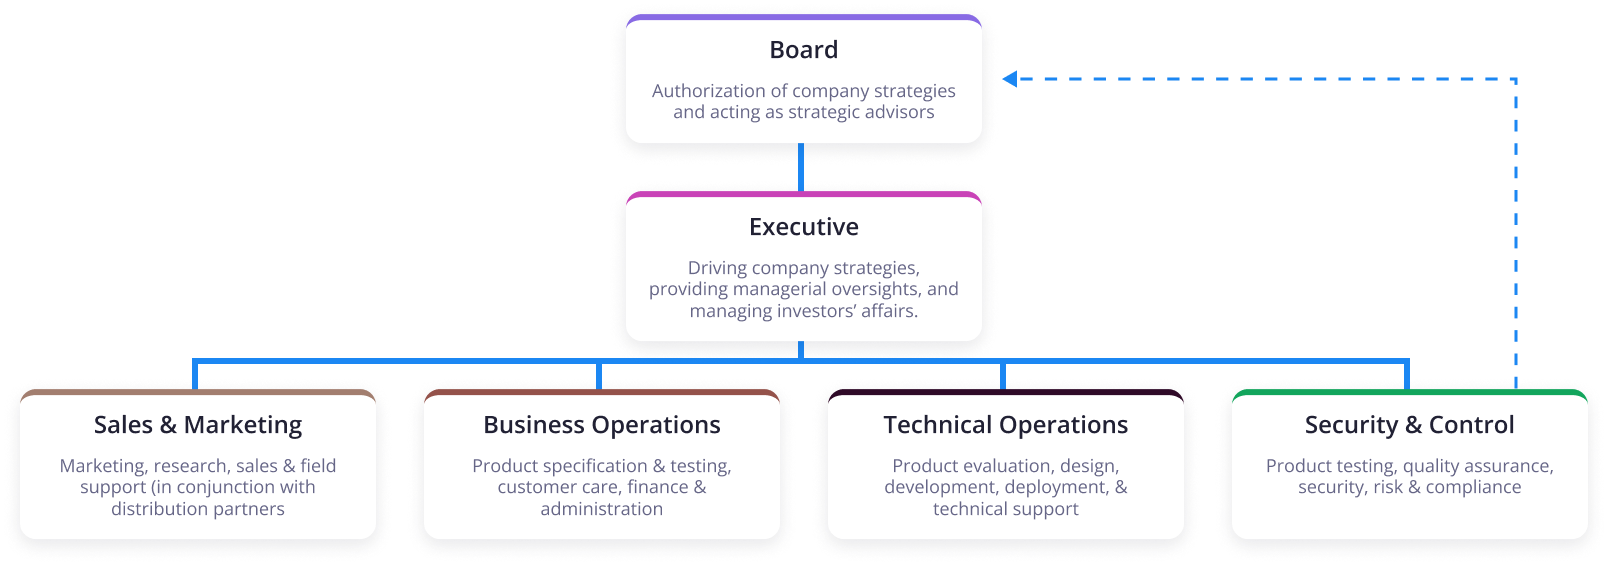 Board
Authorization of company strategies
and acting as strategic advisors
Executive
Driving company strategies,
providing managerial oversights, and
managing investors’ affairs.
Sales & Marketing
Marketing, research, sales & field
support (in conjunction with
distribution partners
Business Operations
Product specification & testing,
customer care, finance &
administration
Technical Operations
Product evaluation, design,
development, deployment, &
technical support
Security & Control
Product testing, quality assurance,
security, risk & compliance